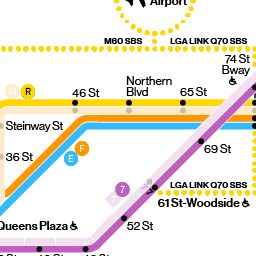 Airport
M60 SBS
LGA LINK Q70 SBS
74 St
Bway
Northern
Blvd
R
46 St
65 St
Steinway St
36 St
F
E
69 St
7
LGA LINK Q70 SBS
61 St-Woodside
Queens Plaza
52 St